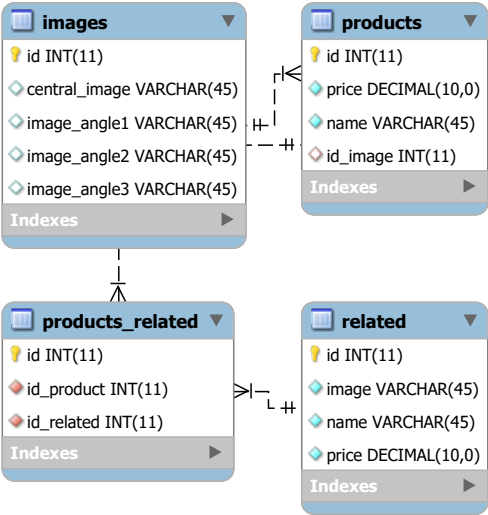 images
id INT(11)
central_image VARCHAR(45)
image_angle1 VARCHAR(45)
image_angle2 VARCHAR(45)
image_angle3 VARCHAR(45)
Indexes
products
id INT(11)
price DECIMAL(10,0)
name VARCHAR(45)
id_image INT(11)
Indexes
products_related
id INT(11)
id_product INT(11)
id_related INT(11)
Indexes
related
id INT(11)
image VARCHAR(45)
name VARCHAR(45)
price DECIMAL(10,0)
Indexes